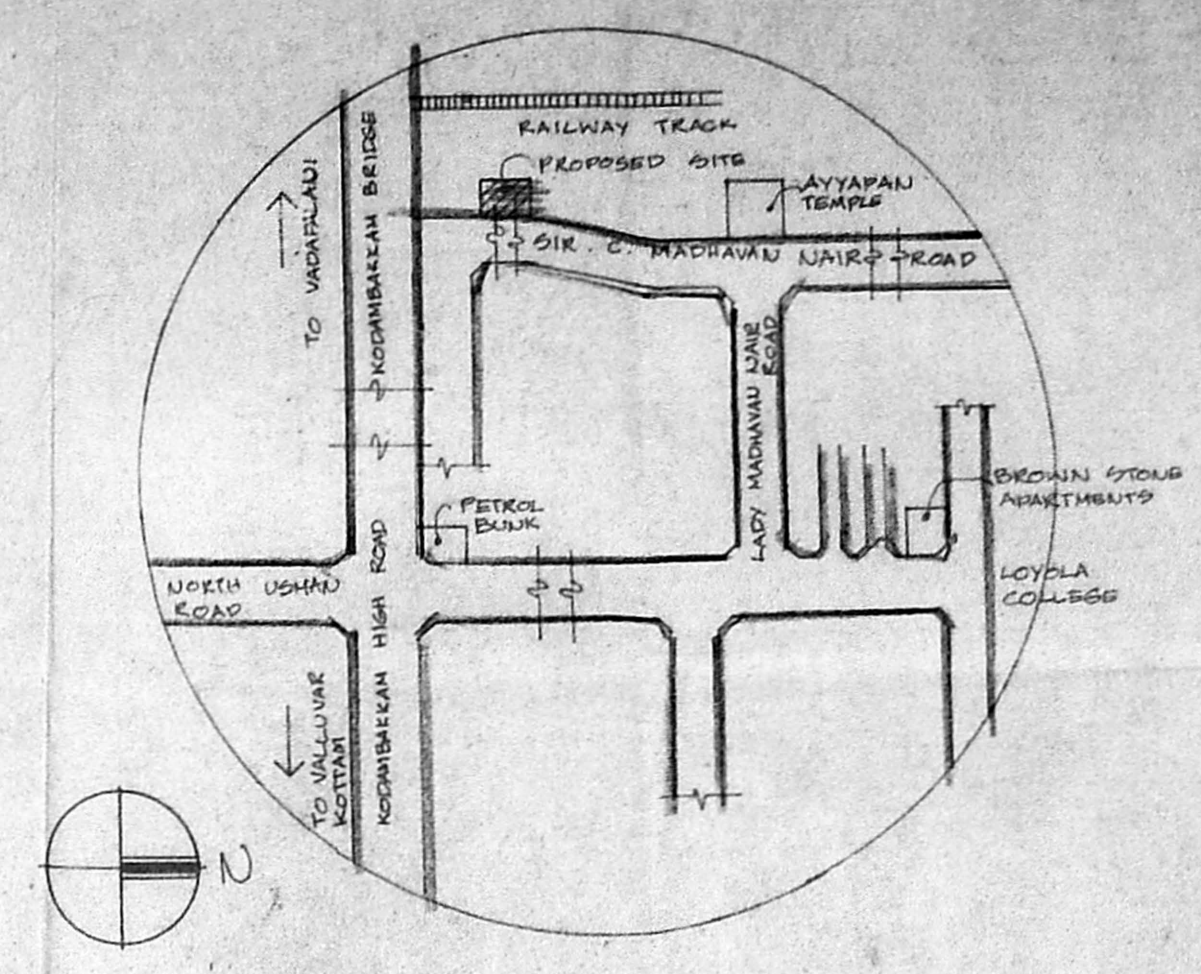 RAILWAY TRACK
PROPOSED SITE
AYYAPAN
TEMPLE
SIR. C. MADHAVAN NAIR ROAD
TO VADAPALANI
KODAMBAKKAM BRIDGE
LADY MADHAVAN NAIR
ROAD
PETROL
BUNK
BROWN STONE
APARTMENTS
LOYOLA
COLLEGE
NORTH USMAN
ROAD
KODAMBAKKAM HIGH ROAD
TO VALLUVAR
KOTTAM
N